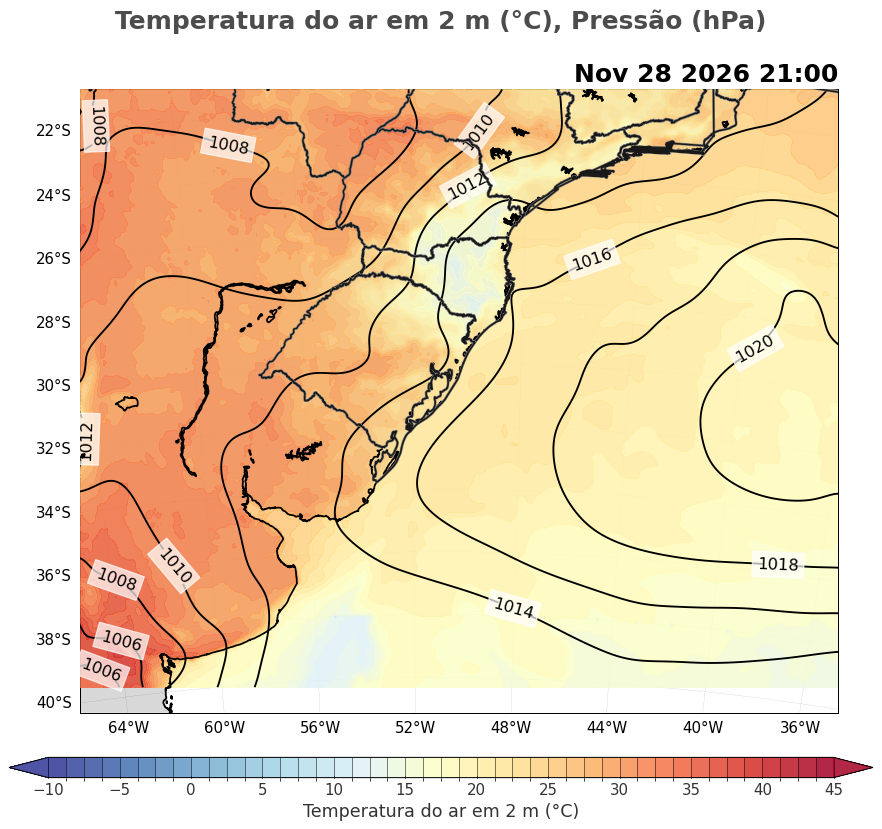 Temperatura do ar em 2 m (°C), Pressão (hPa)
Nov 28 2026 21:00
1008
1008
1010
1012
1016
1020
1012
1010
1008
1006
1006
1014
1018
22°S
24°S
26°S
28°S
30°S
32°S
34°S
36°S
38°S
40°S
64°W 60°W 56°W 52°W 48°W 44°W 40°W 36°W
−10 −5 0 5 10 15 20 25 30 35 40 45
Temperatura do ar em 2 m (°C)